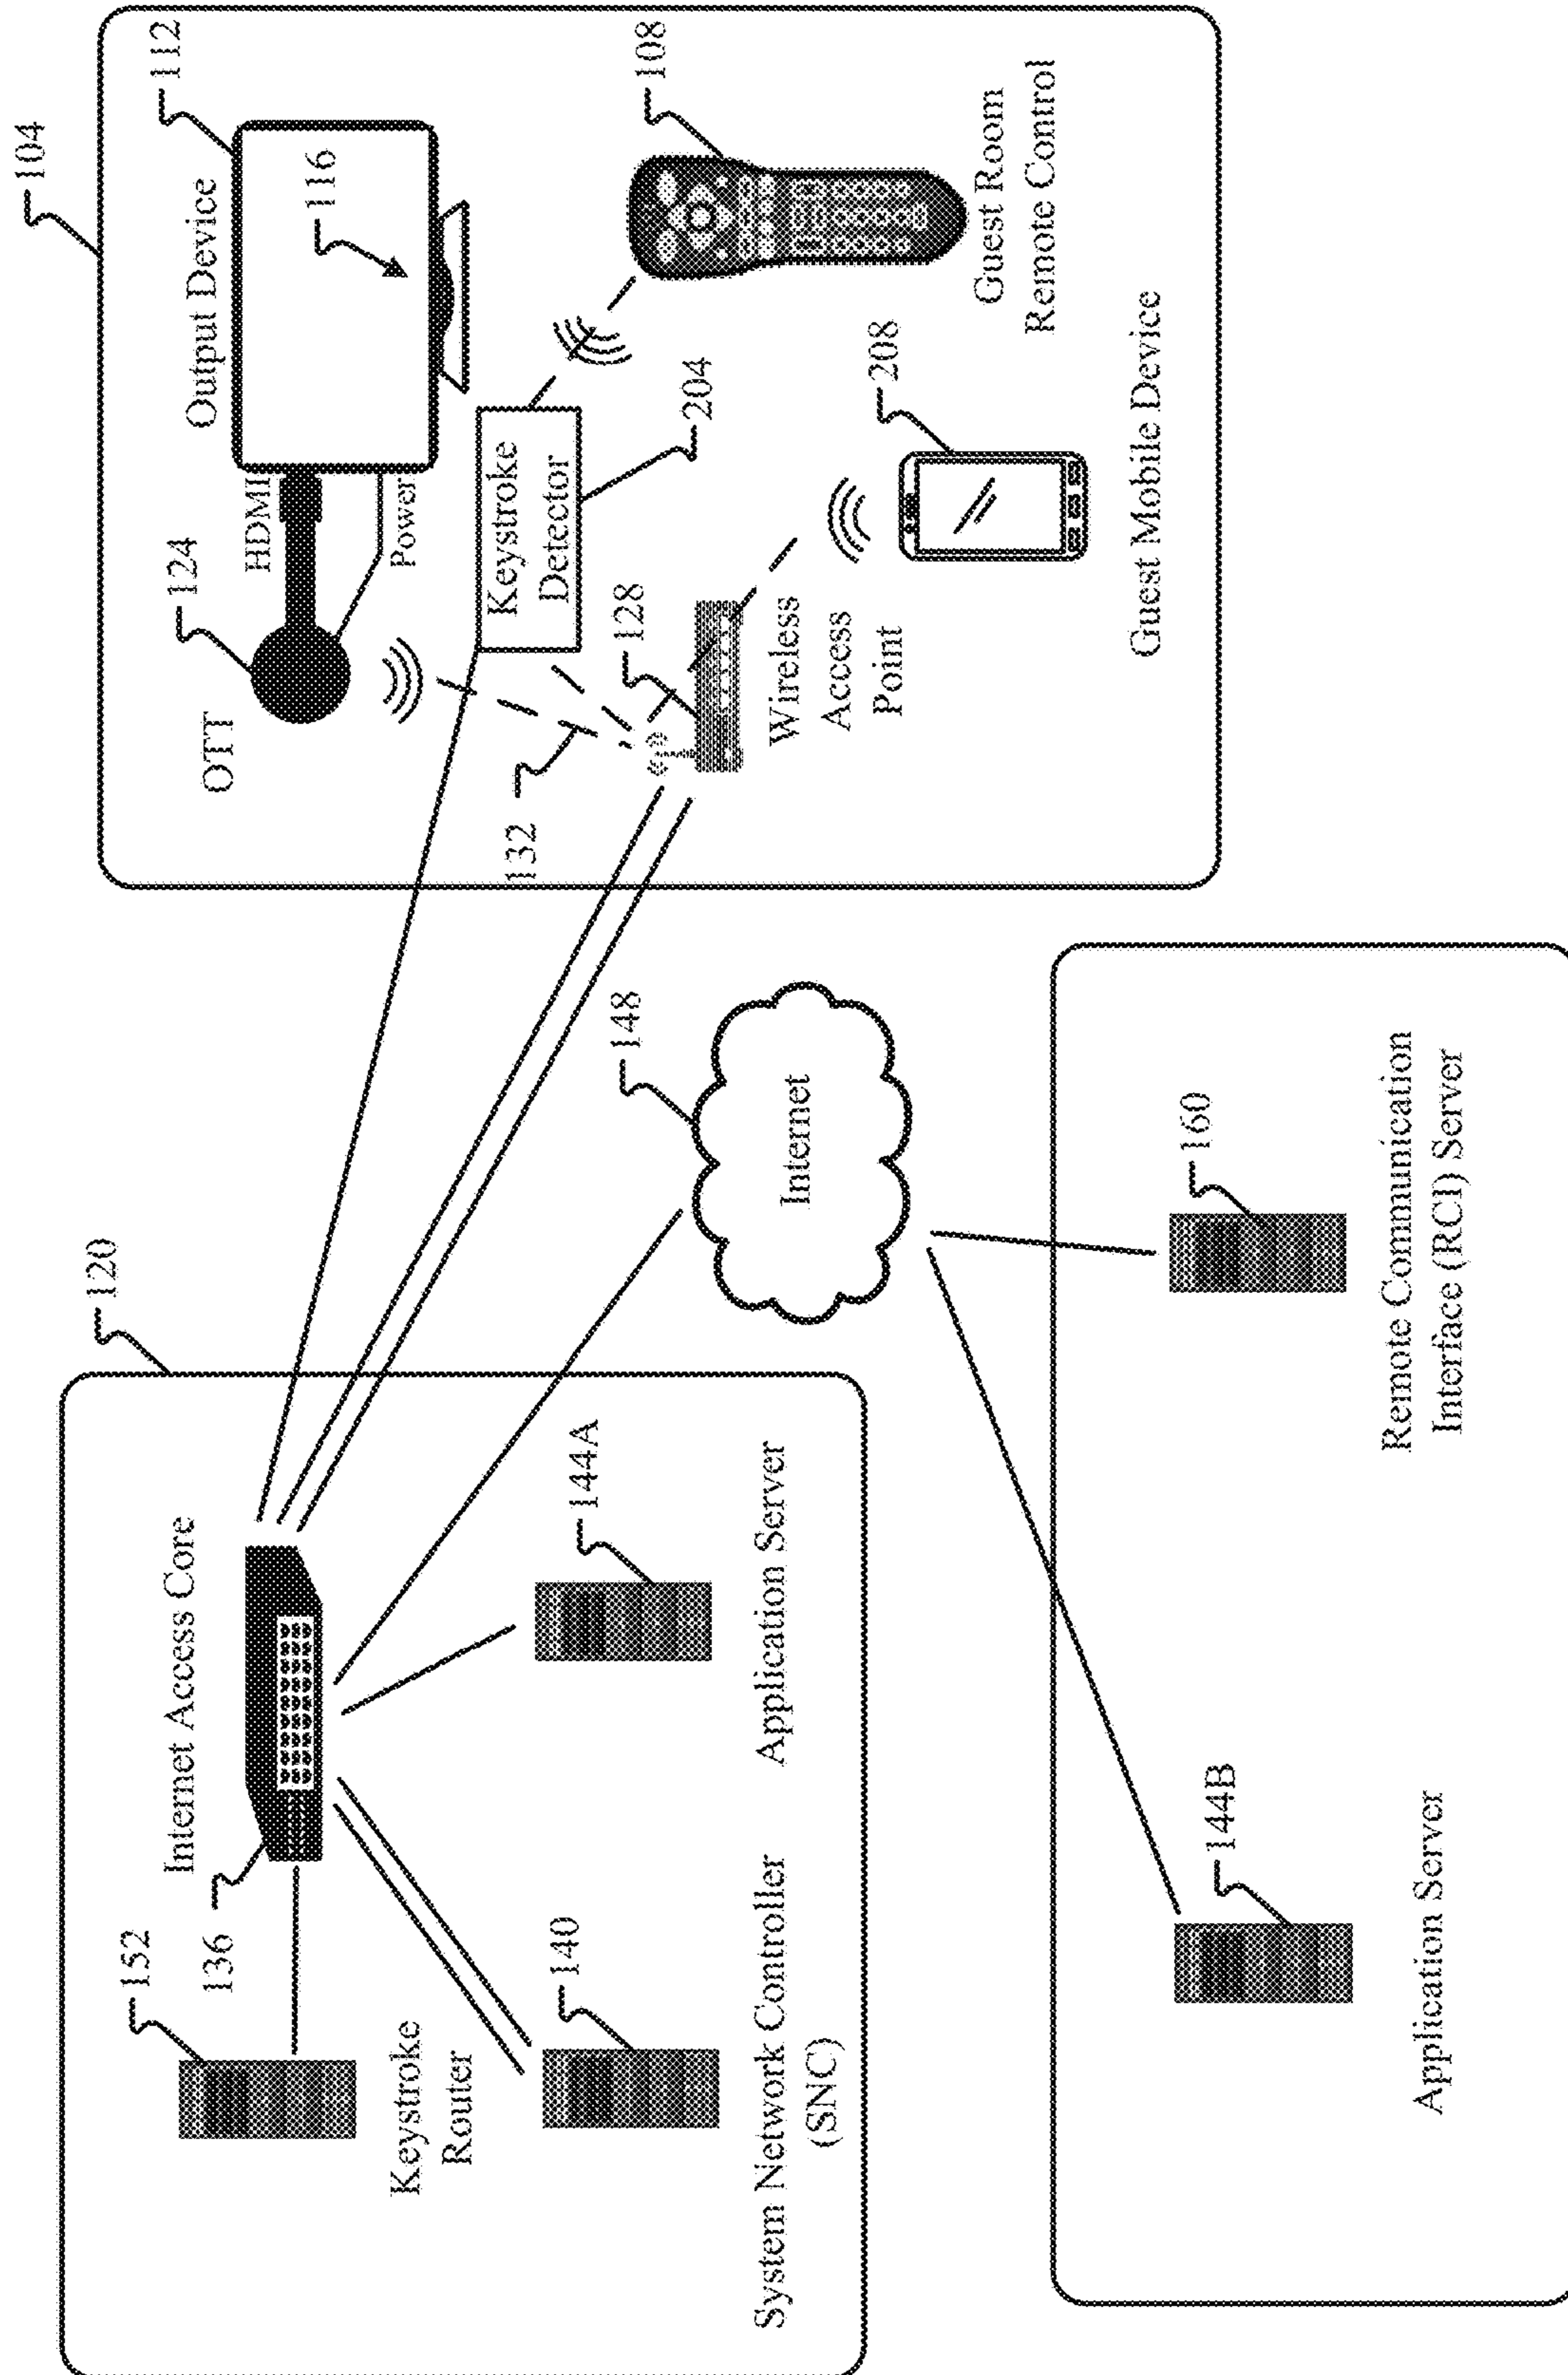 104
112
Output Device
116
HDMI
Power
124
OTT
108
Guest Room
Remote Control
Keystroke
Detector
204
208
Guest Mobile Device
128
Wireless
Access
Point
132
120
Internet Access Core
136
152
Keystroke
Router
140
System Network Controller
(SNC)
144A
Application Server
148
Internet
160
Remote Communication
Interface (RCI) Server
144B
Application Server